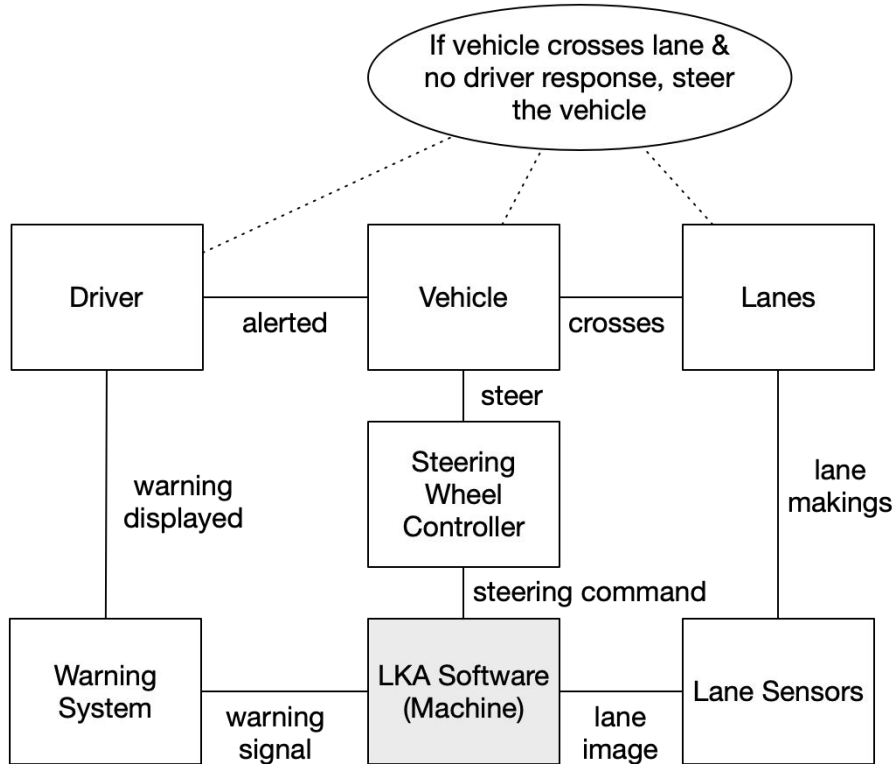 If vehicle crosses lane &
no driver response, steer
the vehicle
Driver
alerted
Vehicle
crosses
Lanes
steer
warning
displayed
Steering
Wheel
Controller
lane
makings
steering command
Warning
System
warning
signal
LKA Software
(Machine)
lane
image
Lane Sensors